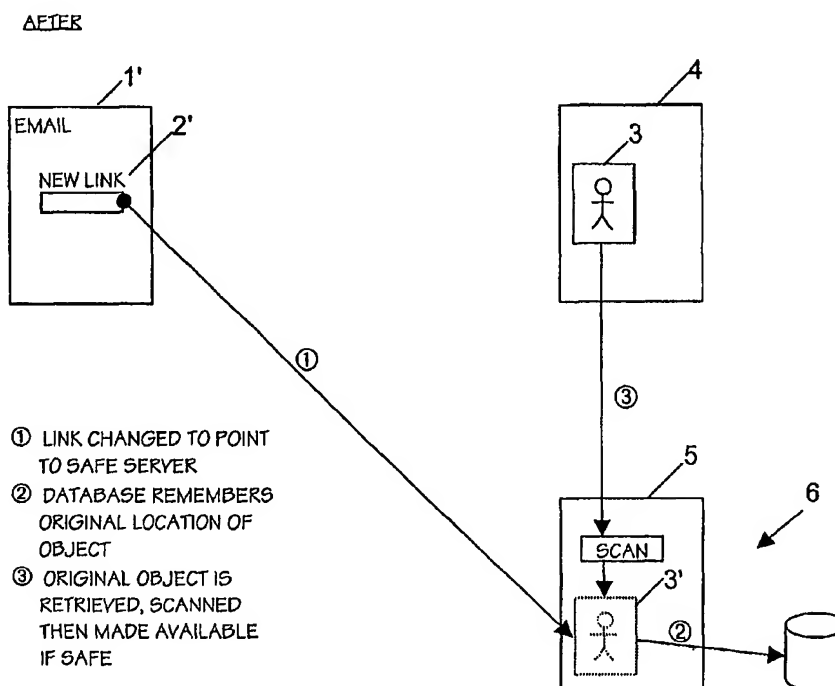 AFTER
1'
4
EMAIL
2'
3
NEW LINK
①
③
① LINK CHANGED TO POINT
TO SAFE SERVER
② DATABASE REMEMBERS
ORIGINAL LOCATION OF
OBJECT
③ ORIGINAL OBJECT IS
RETRIEVED, SCANNED
THEN MADE AVAILABLE
IF SAFE
5
6
SCAN
3'
②